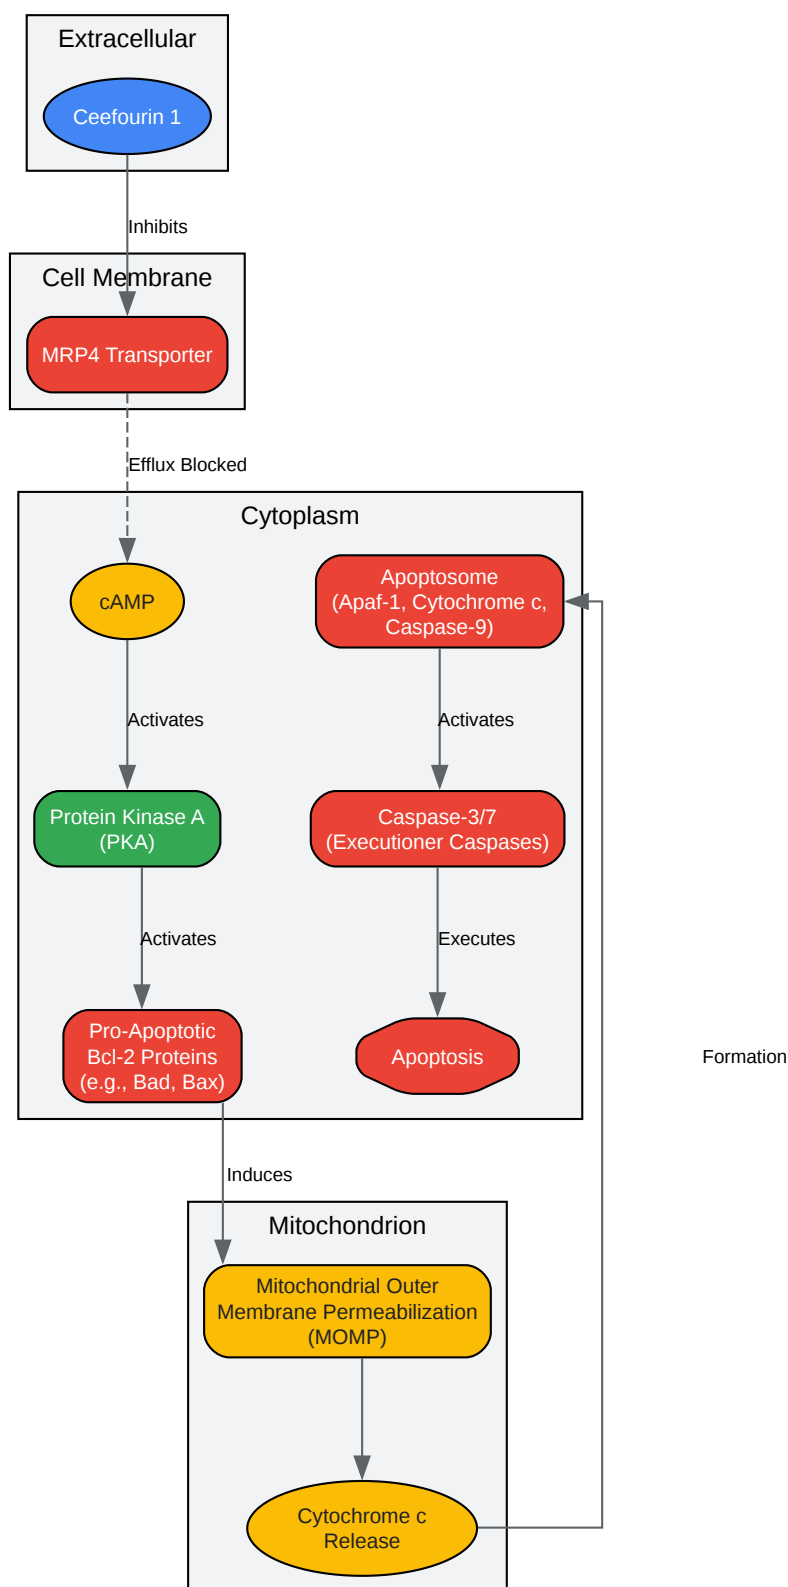 Extracellular
Ceefourin 1
Inhibits
Cell Membrane
MRP4 Transporter
Efflux Blocked
Cytoplasm
cAMP
Activates
Protein Kinase A
(PKA)
Activates
Pro-Apoptotic
Bcl-2 Proteins
(e.g., Bad, Bax)
Apoptosome
(Apaf-1, Cytochrome c,
Caspase-9)
Activates
Caspase-3/7
(Executioner Caspases)
Executes
Apoptosis
Formation
Induces
Mitochondrion
Mitochondrial Outer
Membrane Permeabilization
(MOMP)
Cytochrome c
Release